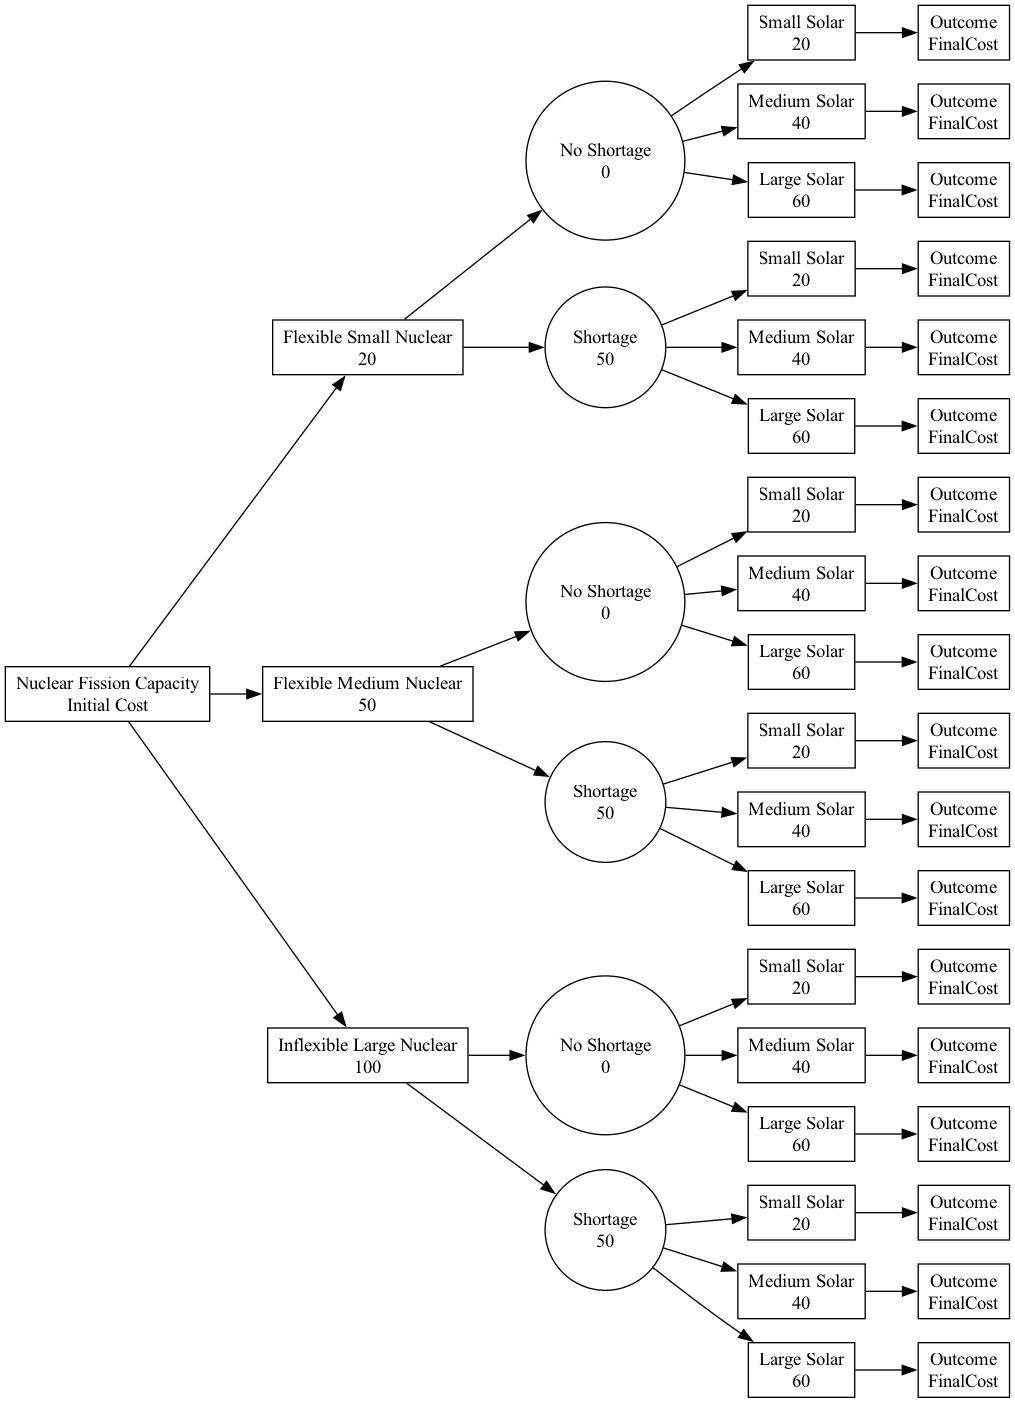 Small Solar
20
Outcome
FinalCost
Medium Solar
40
Outcome
FinalCost
No Shortage
0
Large Solar
60
Outcome
FinalCost
Small Solar
20
Outcome
FinalCost
Flexible Small Nuclear
20
Shortage
50
Medium Solar
40
Outcome
FinalCost
Large Solar
60
Outcome
FinalCost
Small Solar
20
Outcome
FinalCost
Medium Solar
40
Outcome
FinalCost
No Shortage
0
Large Solar
60
Outcome
FinalCost
Nuclear Fission Capacity
Initial Cost
Flexible Medium Nuclear
50
Small Solar
20
Outcome
FinalCost
Shortage
50
Medium Solar
40
Outcome
FinalCost
Large Solar
60
Outcome
FinalCost
Small Solar
20
Outcome
FinalCost
Inflexible Large Nuclear
100
No Shortage
0
Medium Solar
40
Outcome
FinalCost
Large Solar
60
Outcome
FinalCost
Small Solar
20
Outcome
FinalCost
Shortage
50
Medium Solar
40
Outcome
FinalCost
Large Solar
60
Outcome
FinalCost